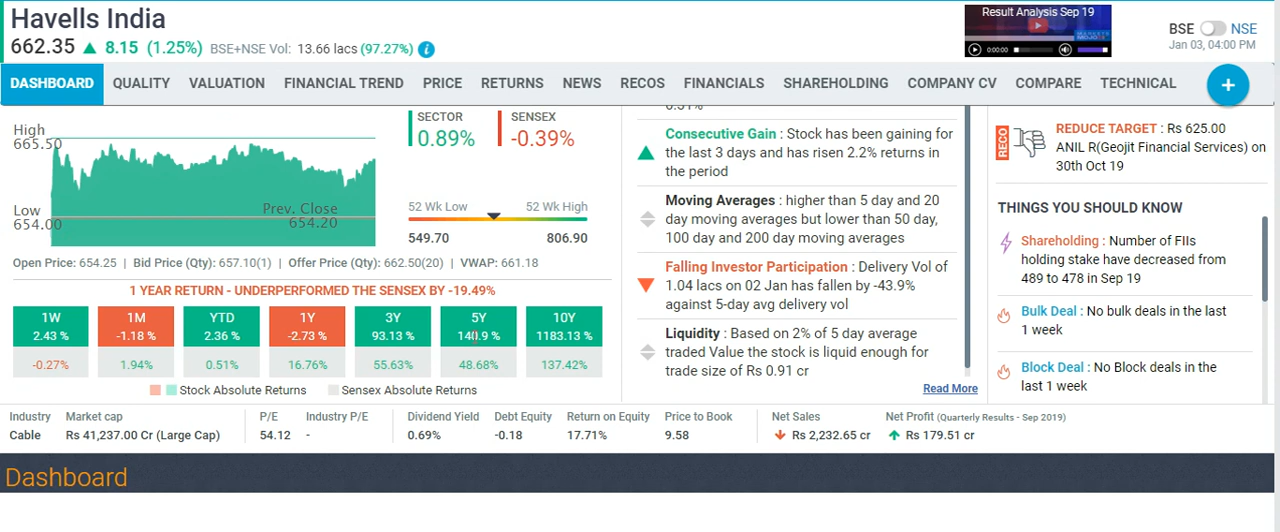 Havells India
662.35 ▲ 8.15 (1.25%) BSE+NSE Vol: 13.66 lacs (97.27%) i
Result Analysis Sep 19
0:00:00
BSE NSE
Jan 03, 04:00 PM
DASHBOARD QUALITY VALUATION FINANCIAL TREND PRICE RETURNS NEWS RECOS FINANCIALS SHAREHOLDING COMPANY CV COMPARE TECHNICAL +
High
665.50
Low
654.00
Prev. Close
654.20
SECTOR
0.89%
SENSEX
-0.39%
52 Wk Low 52 Wk High
549.70 806.90
Open Price: 654.25 | Bid Price (Qty): 657.10(1) | Offer Price (Qty): 662.50(20) | VWAP: 661.18
1 YEAR RETURN - UNDERPERFORMED THE SENSEX BY -19.49%
1W 1M YTD 1Y 3Y 5Y 10Y
2.43 % -1.18 % 2.36 % -2.73 % 93.13 % 140.9 % 1183.13 %
-0.27% 1.94% 0.51% 16.76% 55.63% 48.68% 137.42%
Stock Absolute Returns Sensex Absolute Returns
Consecutive Gain : Stock has been gaining for
the last 3 days and has risen 2.2% returns in
the period
Moving Averages : higher than 5 day and 20
day moving averages but lower than 50 day,
100 day and 200 day moving averages
Falling Investor Participation : Delivery Vol of
1.04 lacs on 02 Jan has fallen by -43.9%
against 5-day avg delivery vol
Liquidity : Based on 2% of 5 day average
traded Value the stock is liquid enough for
trade size of Rs 0.91 cr
Read More
RECO
REDUCE TARGET : Rs 625.00
ANIL R(Geojit Financial Services) on
30th Oct 19
THINGS YOU SHOULD KNOW
Shareholding : Number of FIIs
holding stake have decreased from
489 to 478 in Sep 19
Bulk Deal : No bulk deals in the last
1 week
Block Deal : No Block deals in the
last 1 week
Industry Market cap P/E Industry P/E Dividend Yield Debt Equity Return on Equity Price to Book Net Sales Net Profit (Quarterly Results - Sep 2019)
Cable Rs 41,237.00 Cr (Large Cap) 54.12 - 0.69% -0.18 17.71% 9.58 Rs 2,232.65 cr Rs 179.51 cr
Dashboard